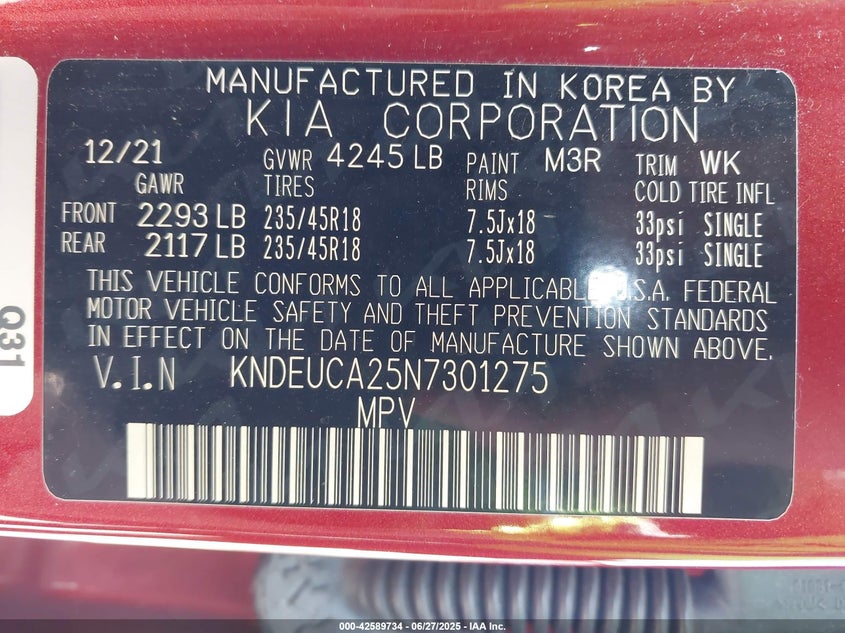 MANUFACTURED IN KOREA BY
KIA CORPORATION
12/21 GVWR 4245 LB PAINT M3R TRIM WK
GAWR TIRES RIMS COLD TIRE INFL
FRONT 2293 LB 235/45R18 7.5Jx18 33psi SINGLE
REAR 2117 LB 235/45R18 7.5Jx18 33psi SINGLE
THIS VEHICLE CONFORMS TO ALL APPLICABLE U.S.A. FEDERAL
MOTOR VEHICLE SAFETY AND THEFT PREVENTION STANDARDS
IN EFFECT ON THE DATE OF MANUFACTURE SHOWN ABOVE.
V.I.N KNDEUCA25N7301275
MPV
Q31
000-42589734 - 06/27/2025 - IAA Inc.